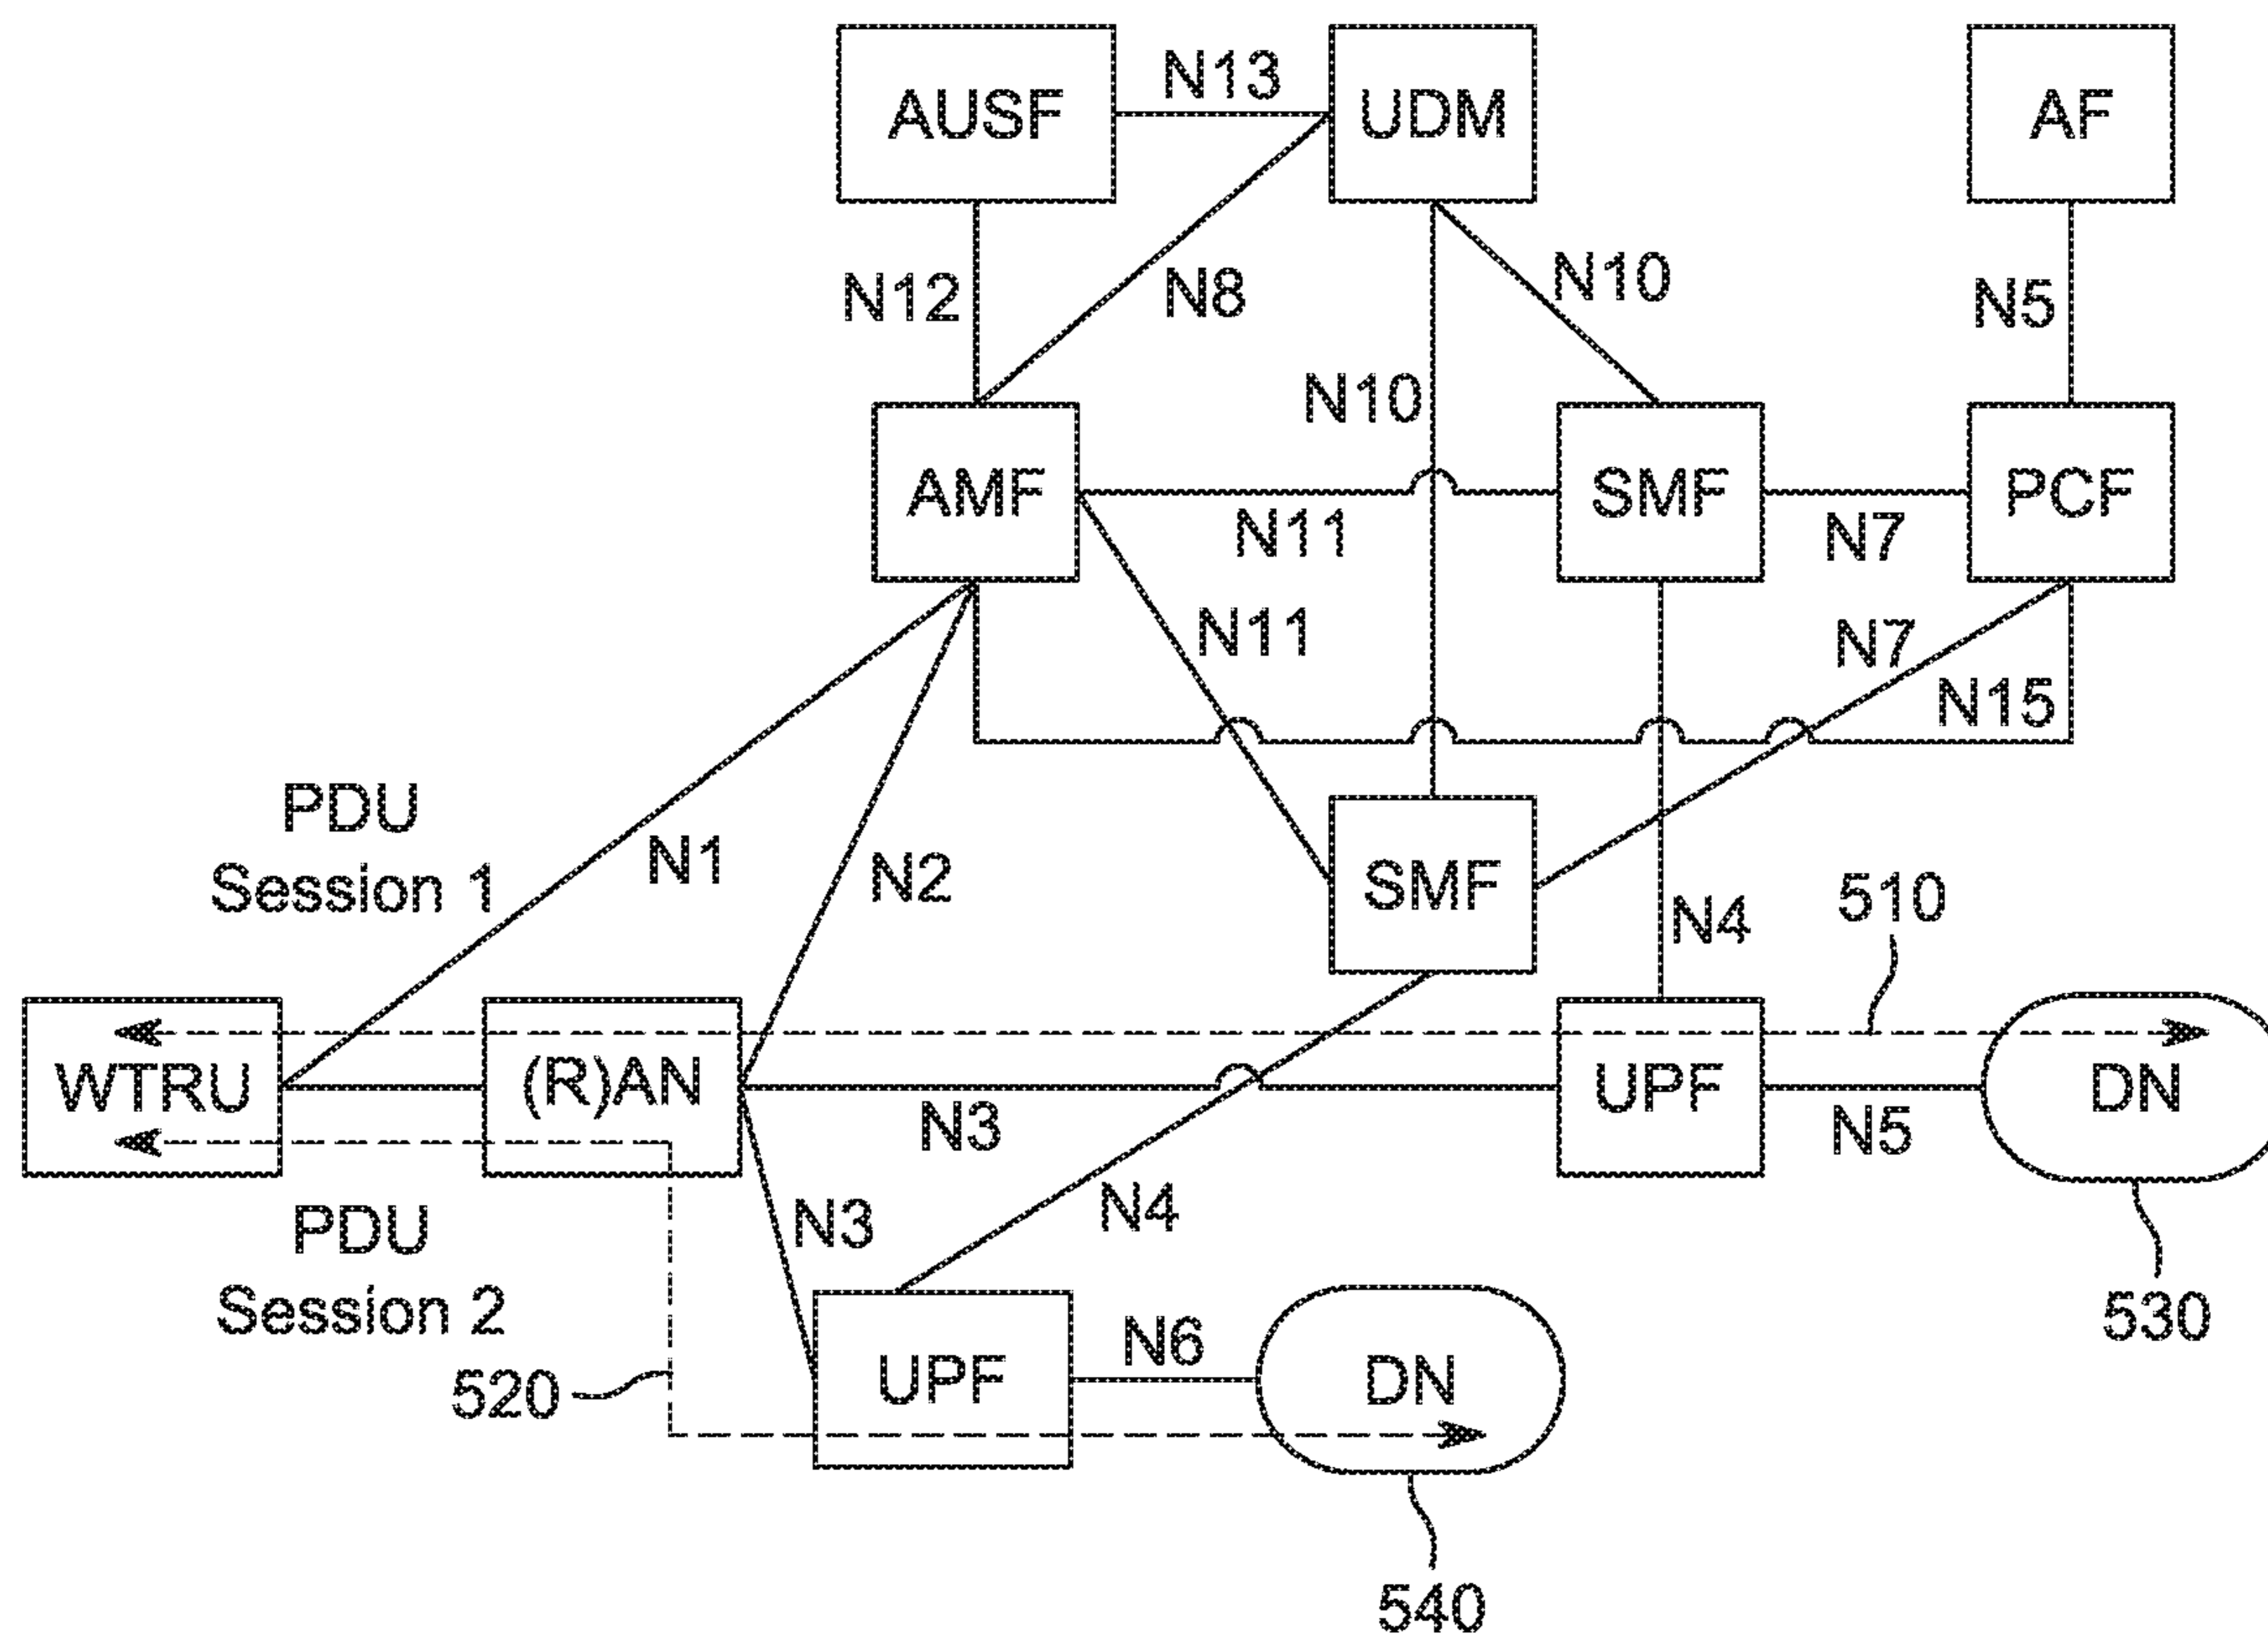 AUSF
N13
UDM
AF
N12
N8
N10
N5
N10
AMF
SMF
PCF
N11
N7
N11
N7
N15
PDU
Session 1
N1
N2
SMF
N4
510
WTRU
(R)AN
UPF
DN
N3
N5
PDU
Session 2
N3
N4
530
520
UPF
N6
DN
540